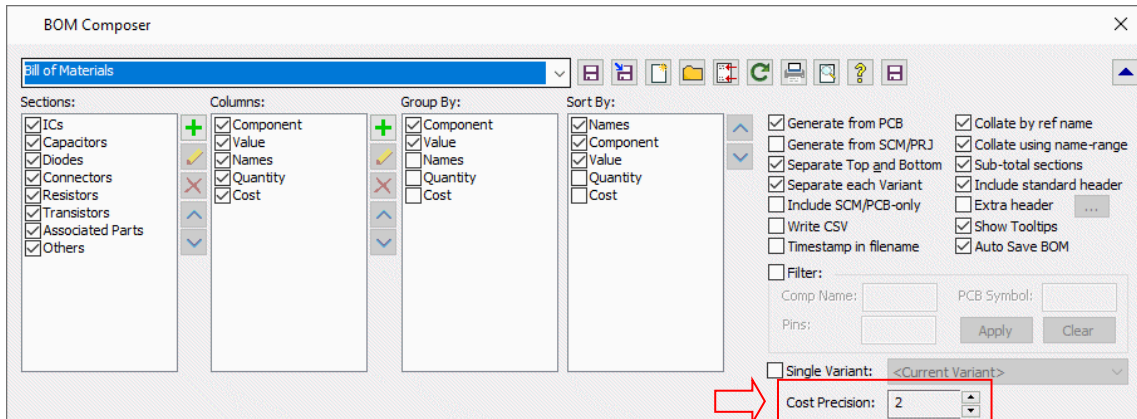 BOM Composer
Bill of Materials
Sections:
ICs
Capacitors
Diodes
Connectors
Resistors
Transistors
Associated Parts
Others
Columns:
Component
Value
Names
Quantity
Cost
Group By:
Component
Value
Names
Quantity
Cost
Sort By:
Names
Component
Value
Quantity
Cost
Generate from PCB
Generate from SCM/PRJ
Separate Top and Bottom
Separate each Variant
Include SCM/PCB-only
Write CSV
Timestamp in filename
Collate by ref name
Collate using name-range
Sub-total sections
Include standard header
Extra header ...
Show Tooltips
Auto Save BOM
Filter:
Comp Name: PCB Symbol:
Pins: Apply Clear
Single Variant: <Current Variant>
Cost Precision: 2